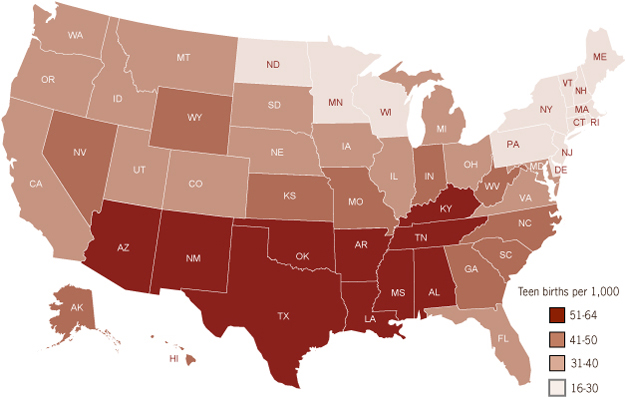 WA
MT
ND
ME
OR
ID
SD
MN
WI
VT
NH
NY
MA
CT RI
WY
MI
NV
IA
PA
NJ
NE
UT
IL
IN
OH
MD
DE
CA
CO
WV
VA
KS
MO
KY
NC
TN
AZ
NM
OK
AR
SC
GA
MS
AL
TX
LA
FL
AK
HI
Teen births per 1,000
51-64
41-50
31-40
16-30